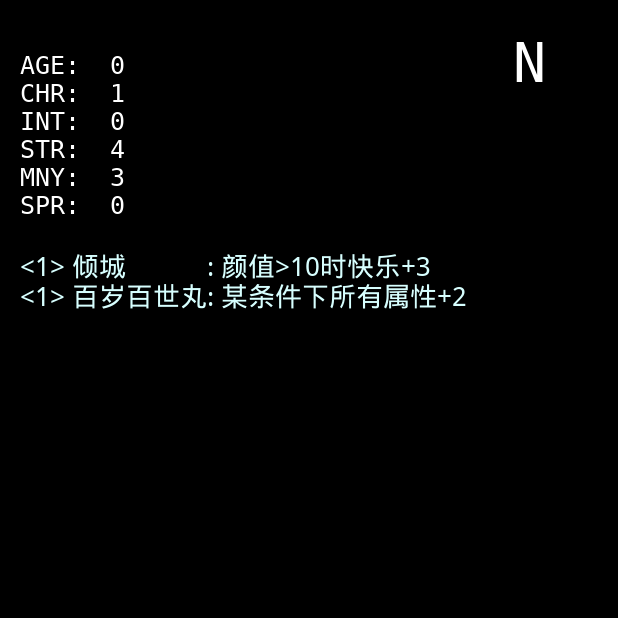 N
AGE: 0
CHR: 1
INT: 0
STR: 4
MNY: 3
SPR: 0
<1> 倾城 : 颜值>10时快乐+3
<1> 百岁百世丸: 某条件下所有属性+2